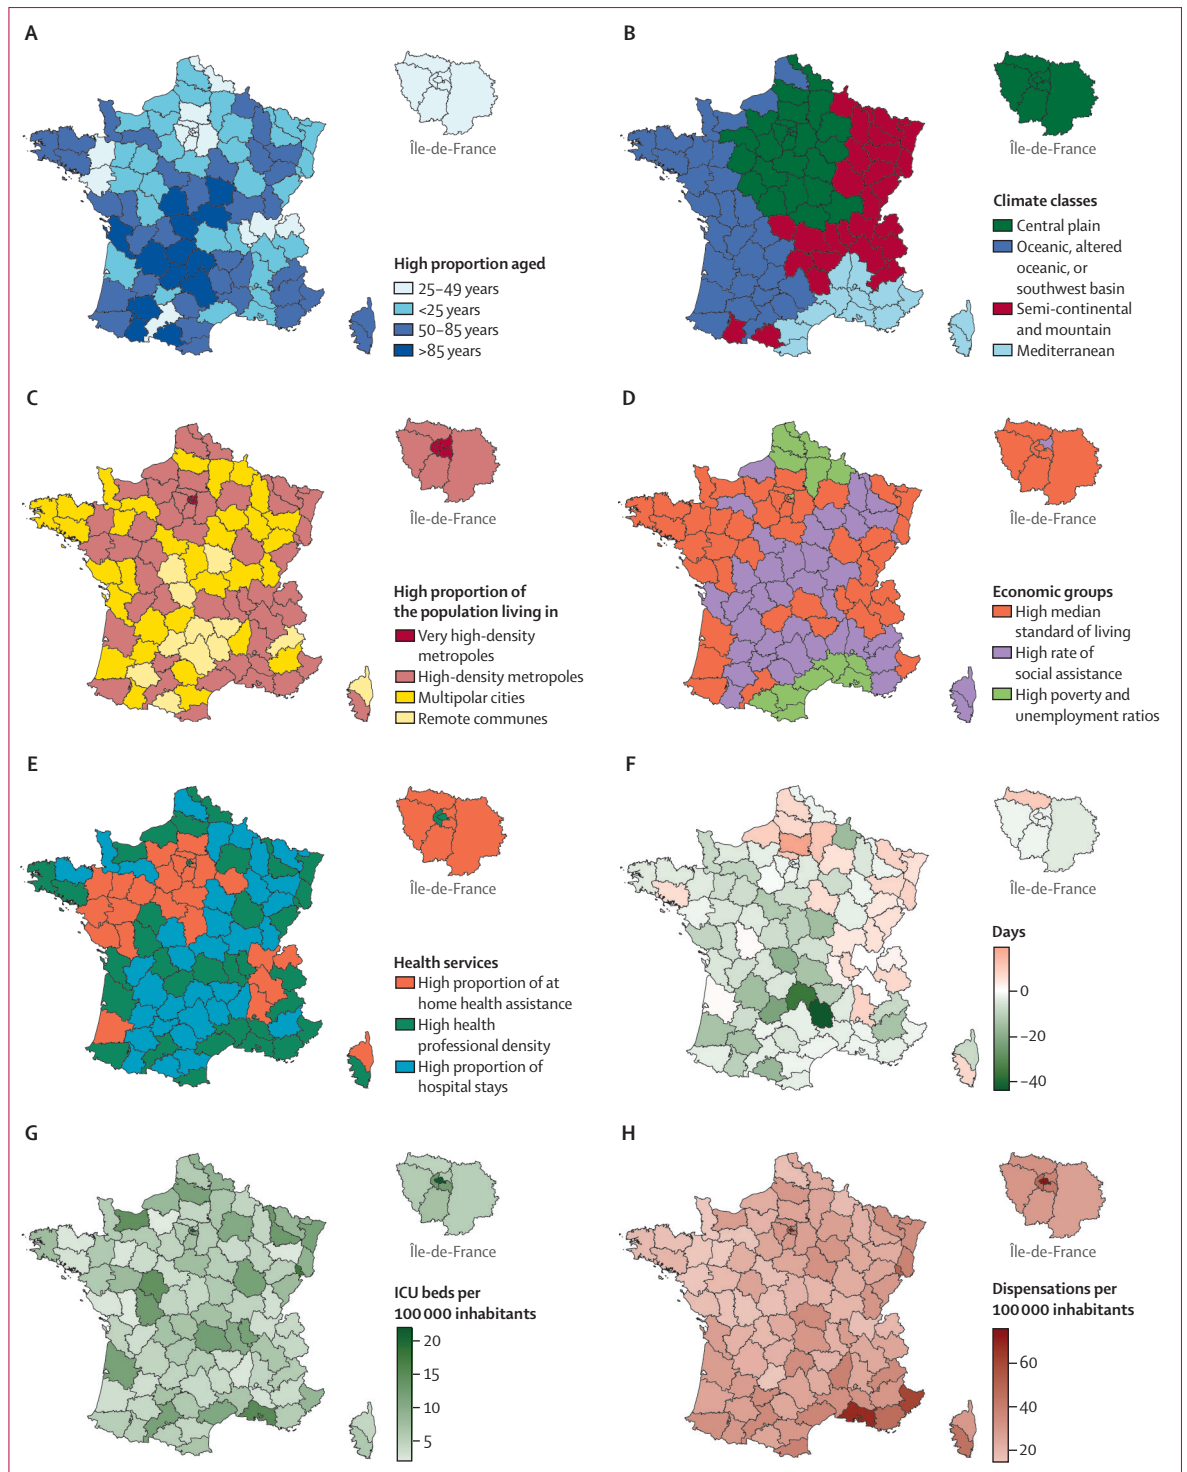 A
Île-de-France
High proportion aged
25–49 years
<25 years
50–85 years
>85 years
B
Île-de-France
Climate classes
Central plain
Oceanic, altered
oceanic, or
southwest basin
Semi-continental
and mountain
Mediterranean
C
Île-de-France
High proportion of
the population living in
Very high-density
metropoles
High-density metropoles
Multipolar cities
Remote communes
D
Île-de-France
Economic groups
High median
standard of living
High rate of
social assistance
High poverty and
unemployment ratios
E
Île-de-France
Health services
High proportion of at
home health assistance
High health
professional density
High proportion of
hospital stays
F
Île-de-France
Days
0
–20
–40
G
Île-de-France
ICU beds per
100 000 inhabitants
20
15
10
5
H
Île-de-France
Dispensations per
100 000 inhabitants
60
40
20